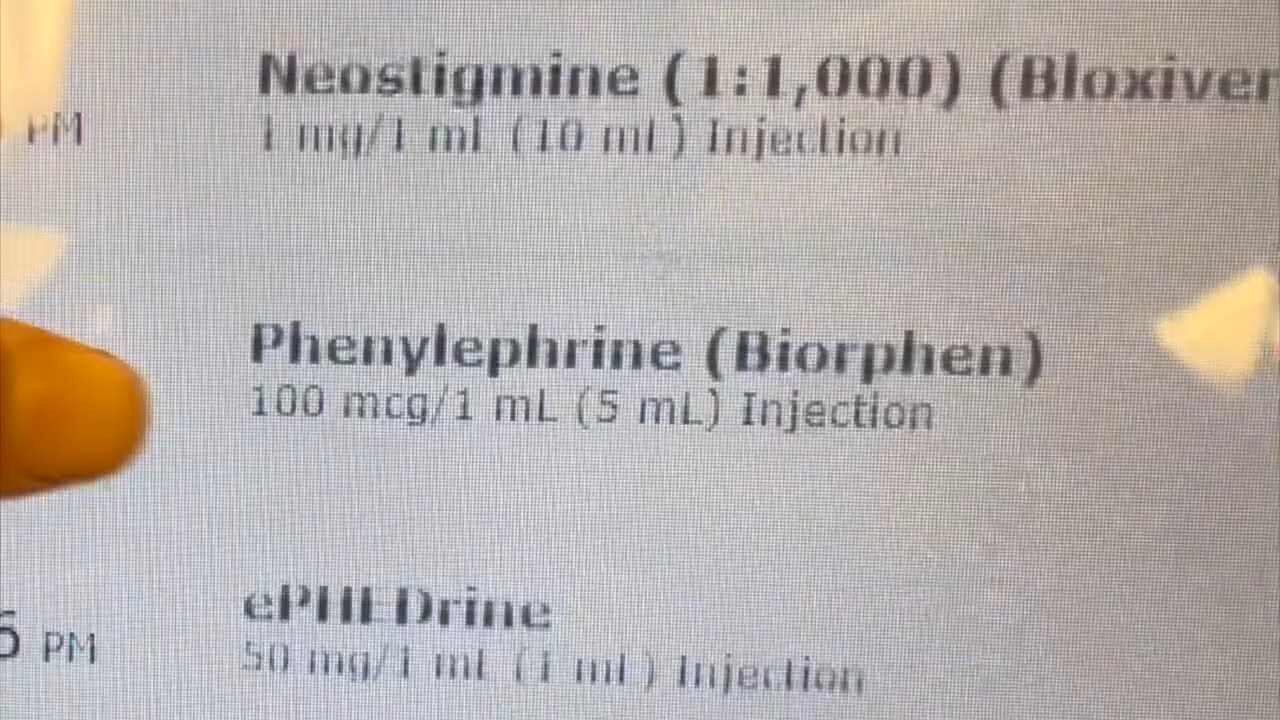 Neostigmine (1:1,000) (Bloxiver
PM
1 mg/1 ml (10 ml) Injection
Phenylephrine (Biorphen)
100 mcg/1 mL (5 mL) Injection
ePHEDrine
5 PM
50 mg/1 ml (1 ml) Injection